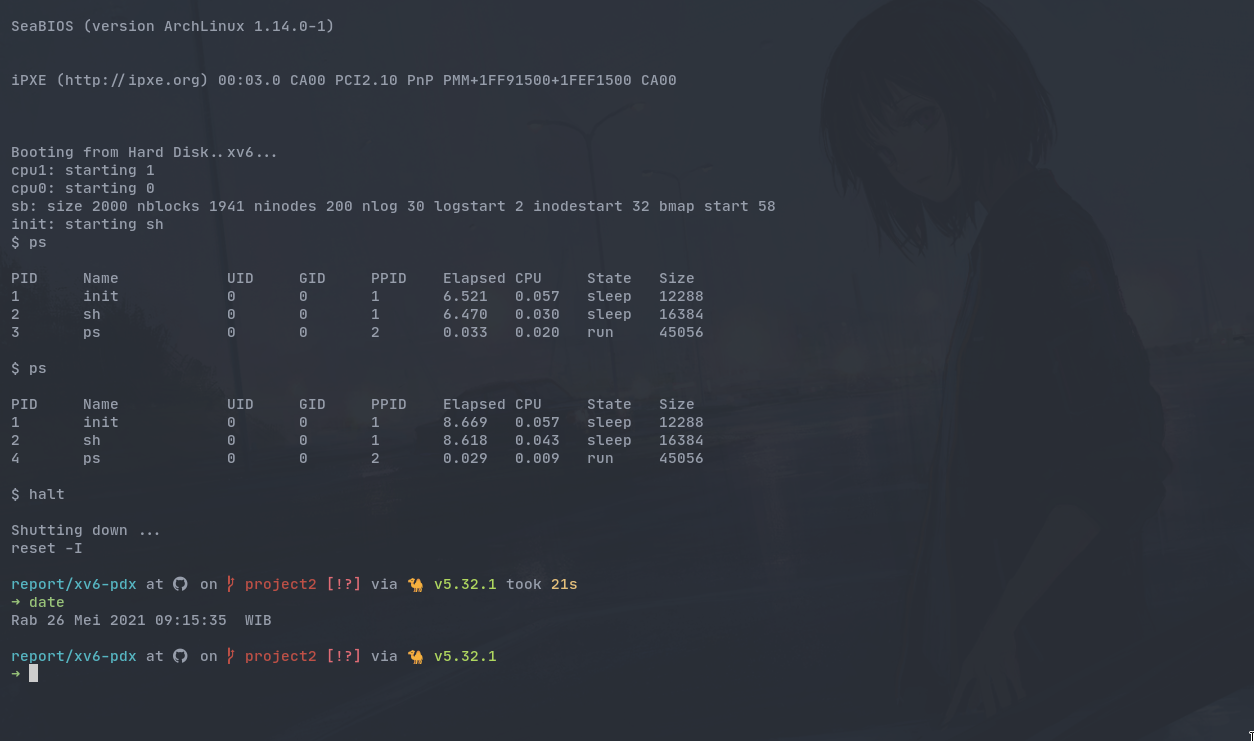 SeaBIOS (version ArchLinux 1.14.0-1)
iPXE (http://ipxe.org) 00:03.0 CA00 PCI2.10 PnP PMM+1FF91500+1FEF1500 CA00
Booting from Hard Disk..xv6...
cpu1: starting 1
cpu0: starting 0
sb: size 2000 nblocks 1941 ninodes 200 nlog 30 logstart 2 inodestart 32 bmap start 58
init: starting sh
$ ps
PID Name UID GID PPID Elapsed CPU State Size
1 init 0 0 1 6.521 0.057 sleep 12288
2 sh 0 0 1 6.470 0.030 sleep 16384
3 ps 0 0 2 0.033 0.020 run 45056
$ ps
PID Name UID GID PPID Elapsed CPU State Size
1 init 0 0 1 8.669 0.057 sleep 12288
2 sh 0 0 1 8.618 0.043 sleep 16384
4 ps 0 0 2 0.029 0.009 run 45056
$ halt
Shutting down ...
reset -I
report/xv6-pdx at on project2 [!?] via 🐪 v5.32.1 took 21s
➜ date
Rab 26 Mei 2021 09:15:35 WIB
report/xv6-pdx at on project2 [!?] via 🐪 v5.32.1
➜